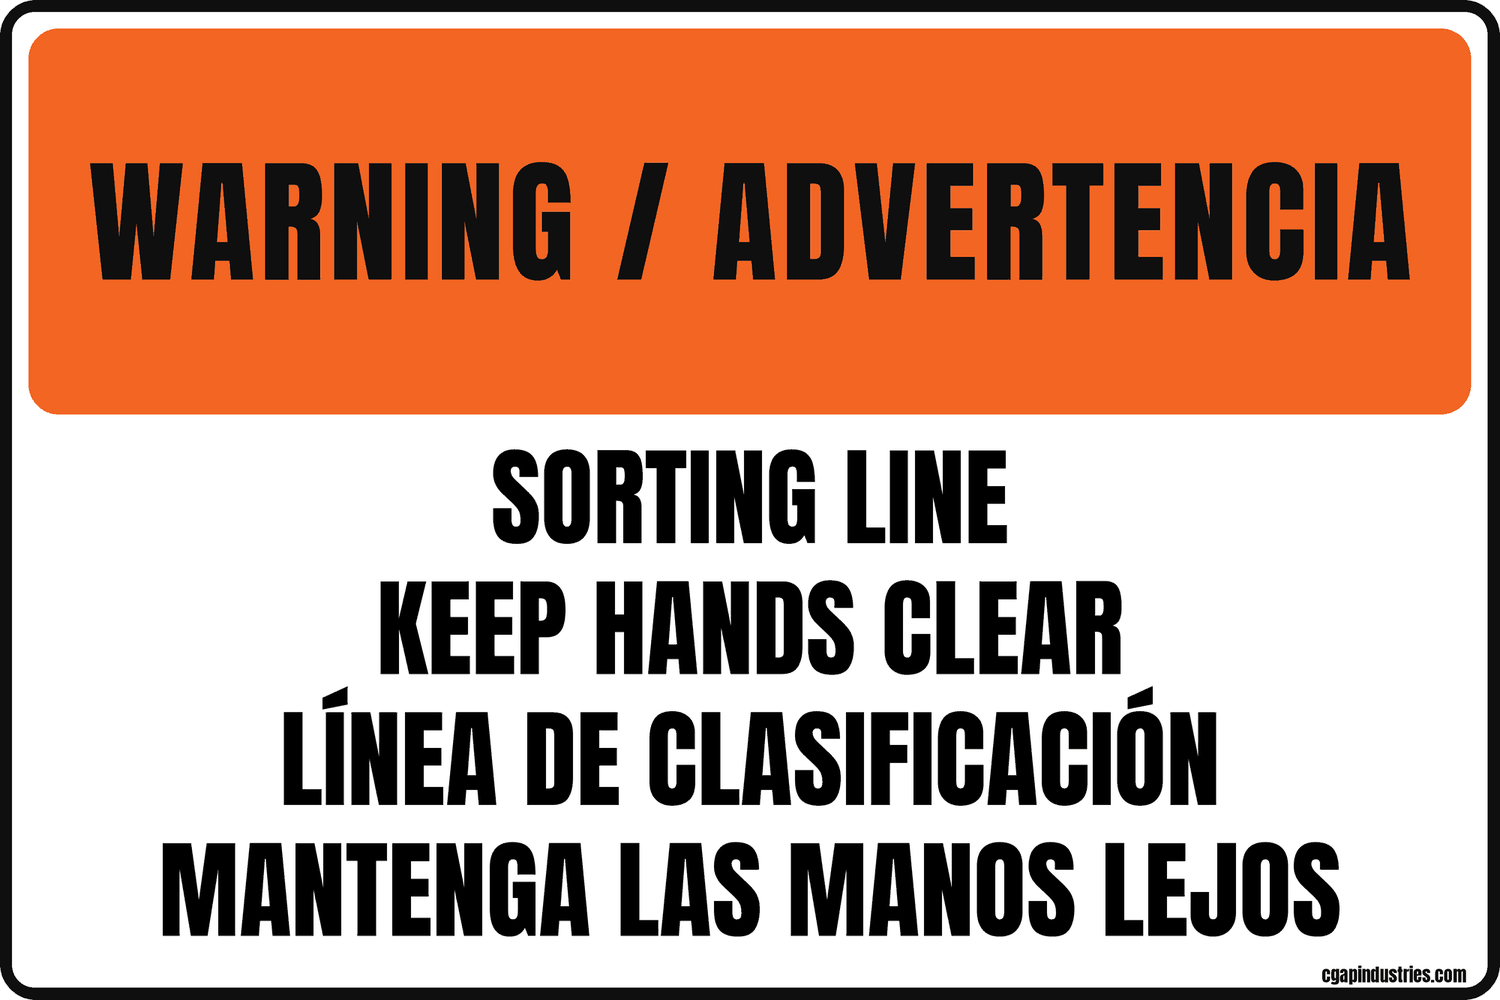 WARNING / ADVERTENCIA
SORTING LINE
KEEP HANDS CLEAR
LÍNEA DE CLASIFICACIÓN
MANTENGA LAS MANOS LEJOS
cgapindustries.com